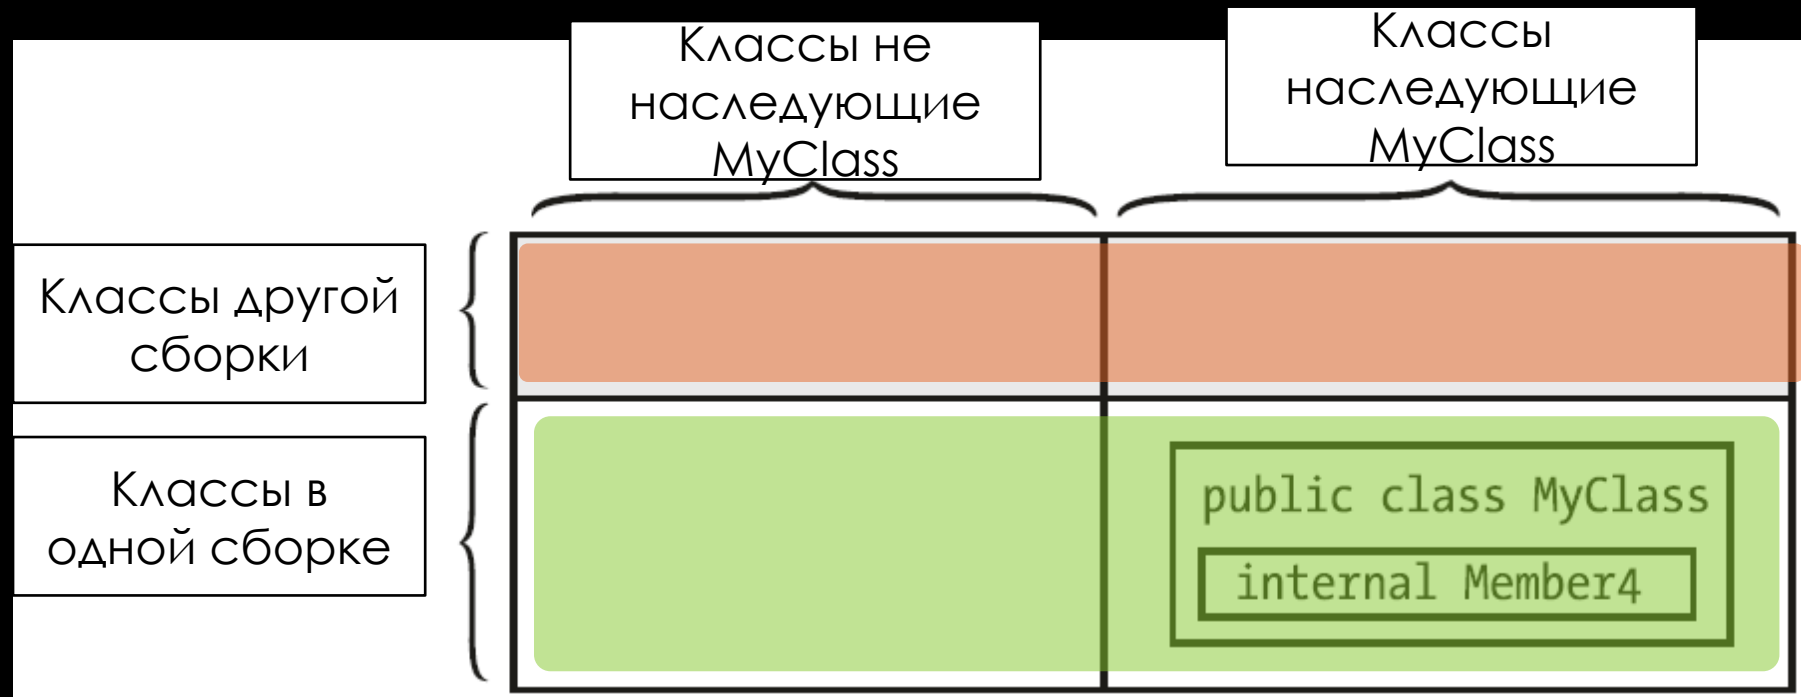 Классы не
наследующие
MyClass
Классы
наследующие
MyClass
Классы другой
сборки
Классы в
одной сборке
public class MyClass
internal Member4